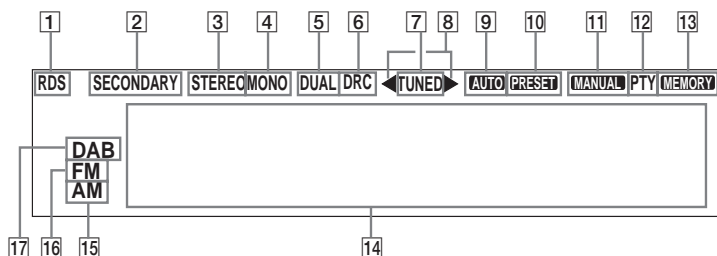 1 2 3 4 5 6 7 8 9 10 11 12 13
RDS SECONDARY STEREO MONO DUAL DRC TUNED AUTO PRESET MANUAL PTY MEMORY
DAB
FM
AM
17 16 15 14